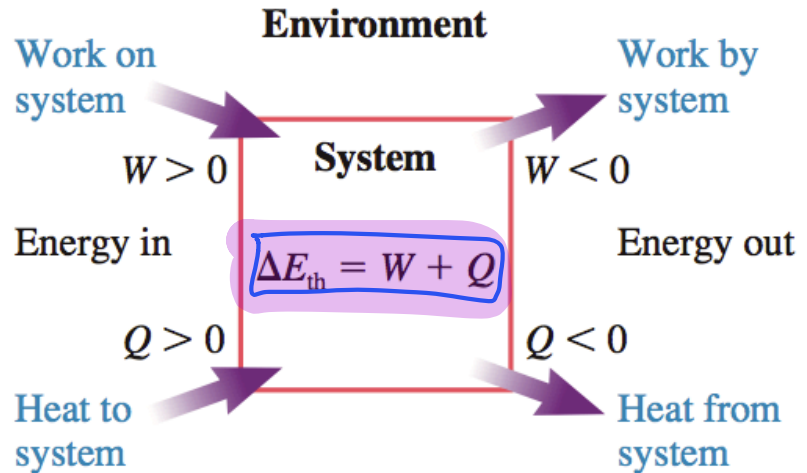 Environment
Work on
system
Work by
system
System
W > 0
W < 0
Energy in
ΔE_th = W + Q
Energy out
Q > 0
Q < 0
Heat to
system
Heat from
system